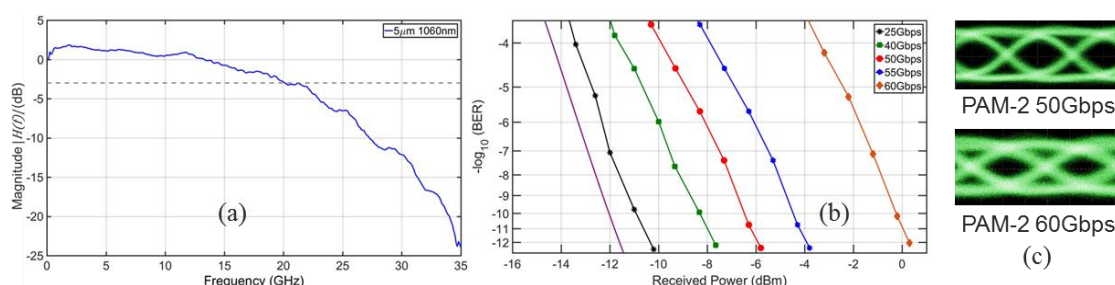 5
0
-5
-10
-15
-20
-25
Magnitude |H(f)|/(dB)
5μm 1060nm
(a)
0 5 10 15 20 25 30 35
Frequency (GHz)
-4
-5
-6
-7
-8
-9
-10
-11
-12
-log10 (BER)
25Gbps
40Gbps
50Gbps
55Gbps
60Gbps
(b)
-16 -14 -12 -10 -8 -6 -4 -2 0
Received Power (dBm)
PAM-2 50Gbps
PAM-2 60Gbps
(c)